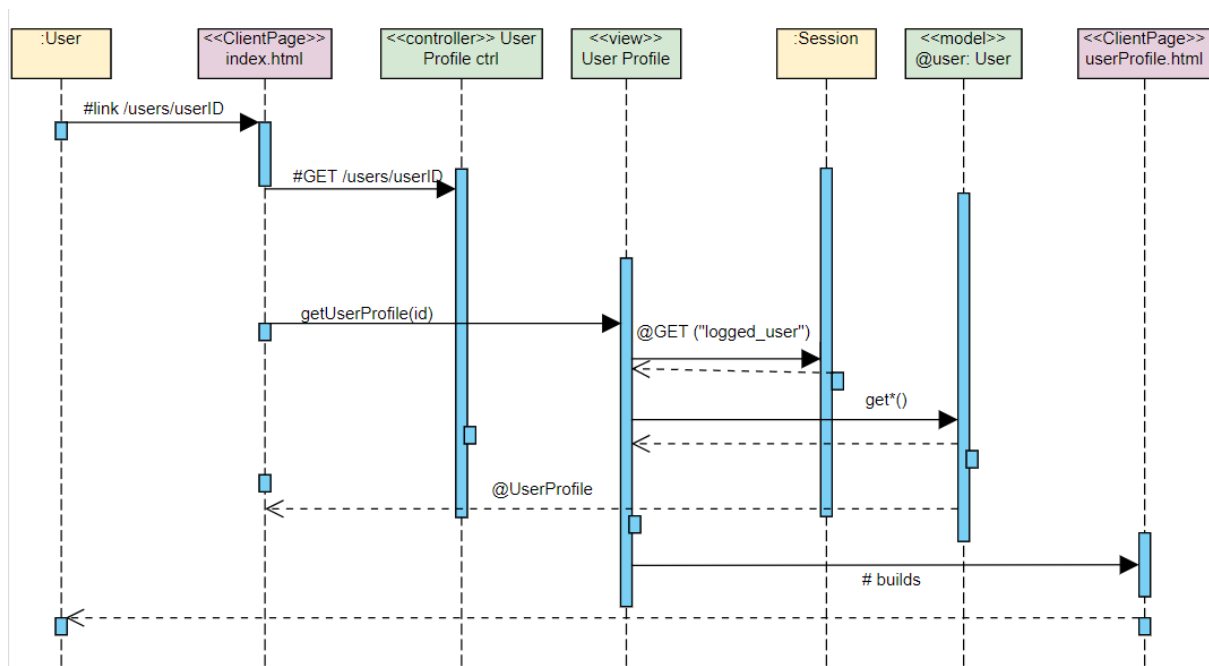 :User
<<ClientPage>>
index.html
<<controller>> User
Profile ctrl
<<view>>
User Profile
:Session
<<model>>
@user: User
<<ClientPage>>
userProfile.html
#link /users/userID
#GET /users/userID
getUserProfile(id)
@GET ("logged_user")
get*()
@UserProfile
# builds